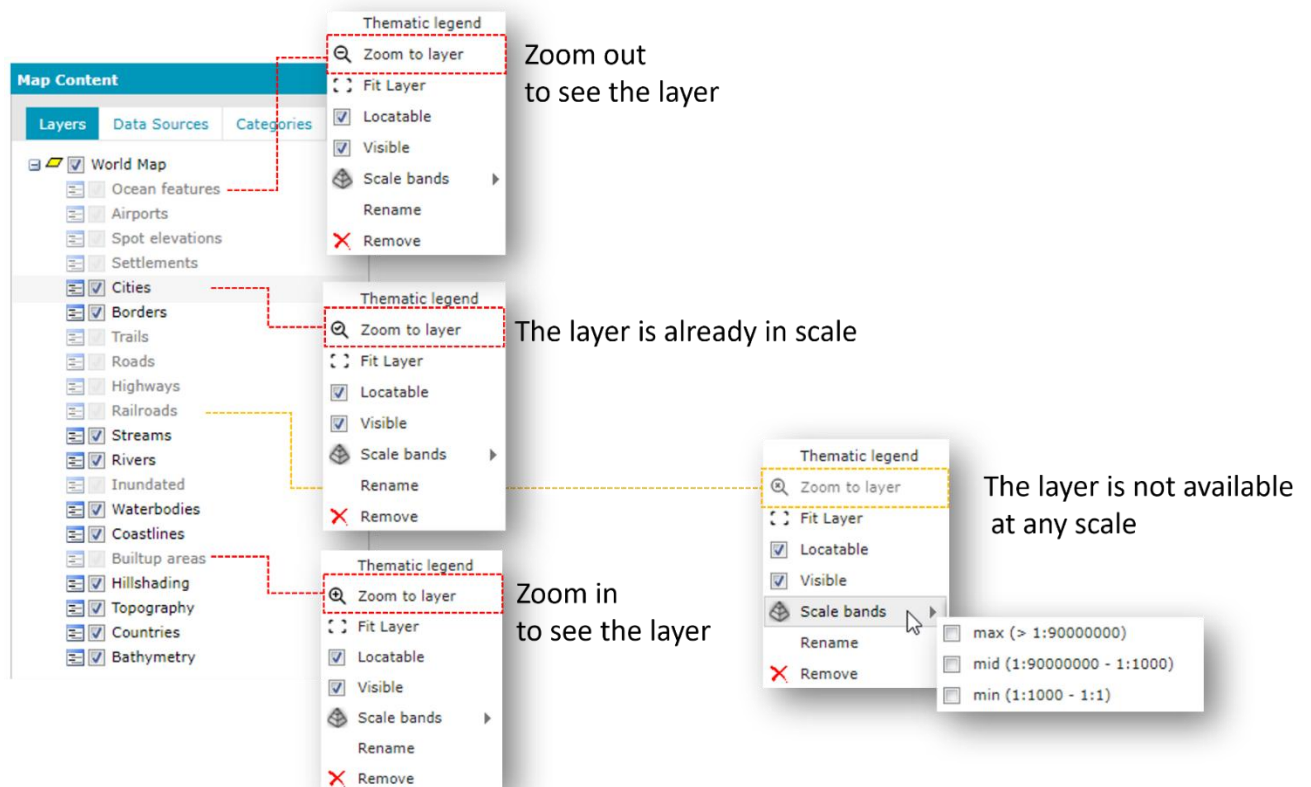 Map Content
Layers Data Sources Categories
World Map
Ocean features
Airports
Spot elevations
Settlements
Cities
Borders
Trails
Roads
Highways
Railroads
Streams
Rivers
Inundated
Waterbodies
Coastlines
Builtup areas
Hillshading
Topography
Countries
Bathymetry
Thematic legend
Zoom to layer
Fit Layer
Locatable
Visible
Scale bands
Rename
Remove
Zoom out
to see the layer
Thematic legend
Zoom to layer
Fit Layer
Locatable
Visible
Scale bands
Rename
Remove
The layer is already in scale
Thematic legend
Zoom to layer
Fit Layer
Locatable
Visible
Scale bands
Rename
Remove
Zoom in
to see the layer
Thematic legend
Zoom to layer
Fit Layer
Locatable
Visible
Scale bands
Rename
Remove
The layer is not available
at any scale
max (> 1:90000000)
mid (1:90000000 - 1:1000)
min (1:1000 - 1:1)